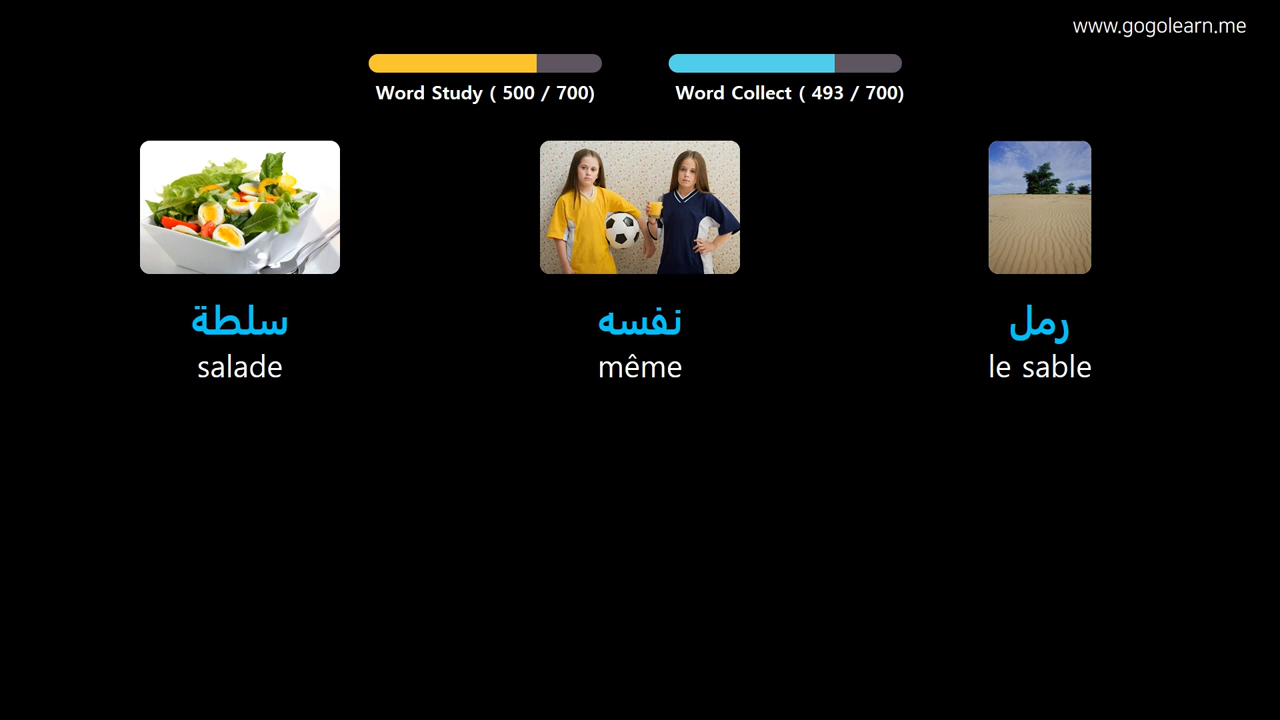 www.gogolearn.me
Word Study ( 500 / 700)
Word Collect ( 493 / 700)
سلطة
salade
نفسه
même
رمل
le sable